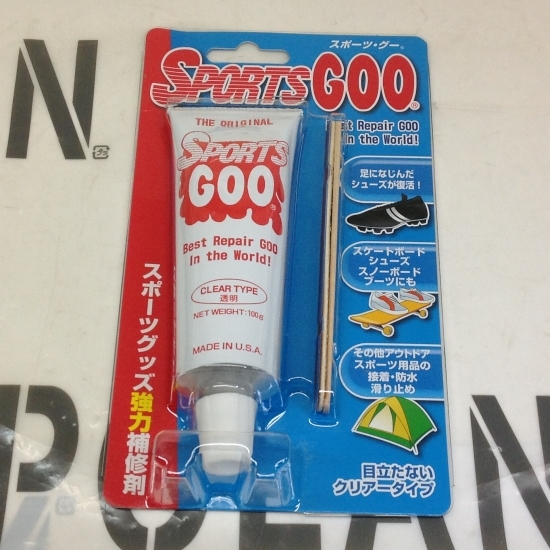 スポーツ・グー®
SPORTSGOO®
Best Repair GOO
In the World!
THE ORIGINAL
SPORTS
GOO®
Best Repair GOO
In the World!
CLEAR TYPE
透明
NET WEIGHT:100g
MADE IN U.S.A.
足になじんだ
シューズが復活！
スケートボード
シューズ
スノーボード
ブーツにも
その他アウトドア
スポーツ用品の
接着・防水
滑り止め
目立たない
クリアータイプ
スポーツグッズ強力補修剤
N
POLAN